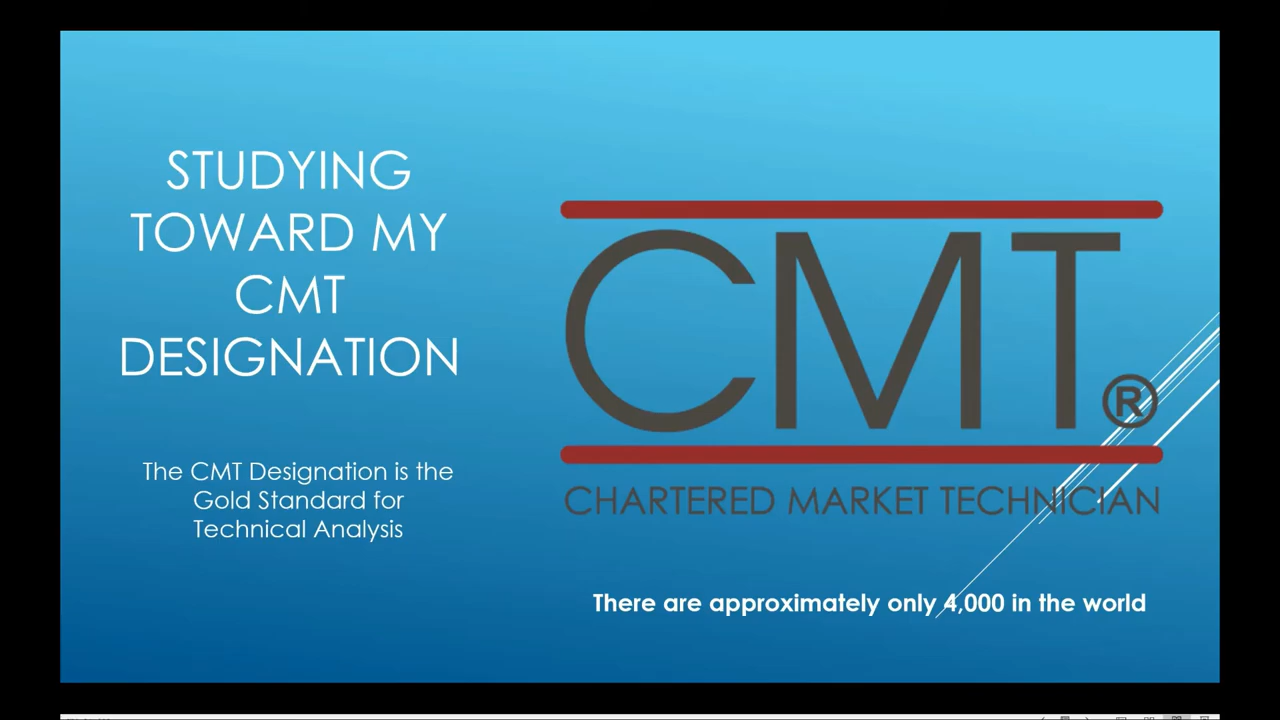 STUDYING
TOWARD MY
CMT
DESIGNATION
The CMT Designation is the
Gold Standard for
Technical Analysis
CMT®
CHARTERED MARKET TECHNICIAN
There are approximately only 4,000 in the world